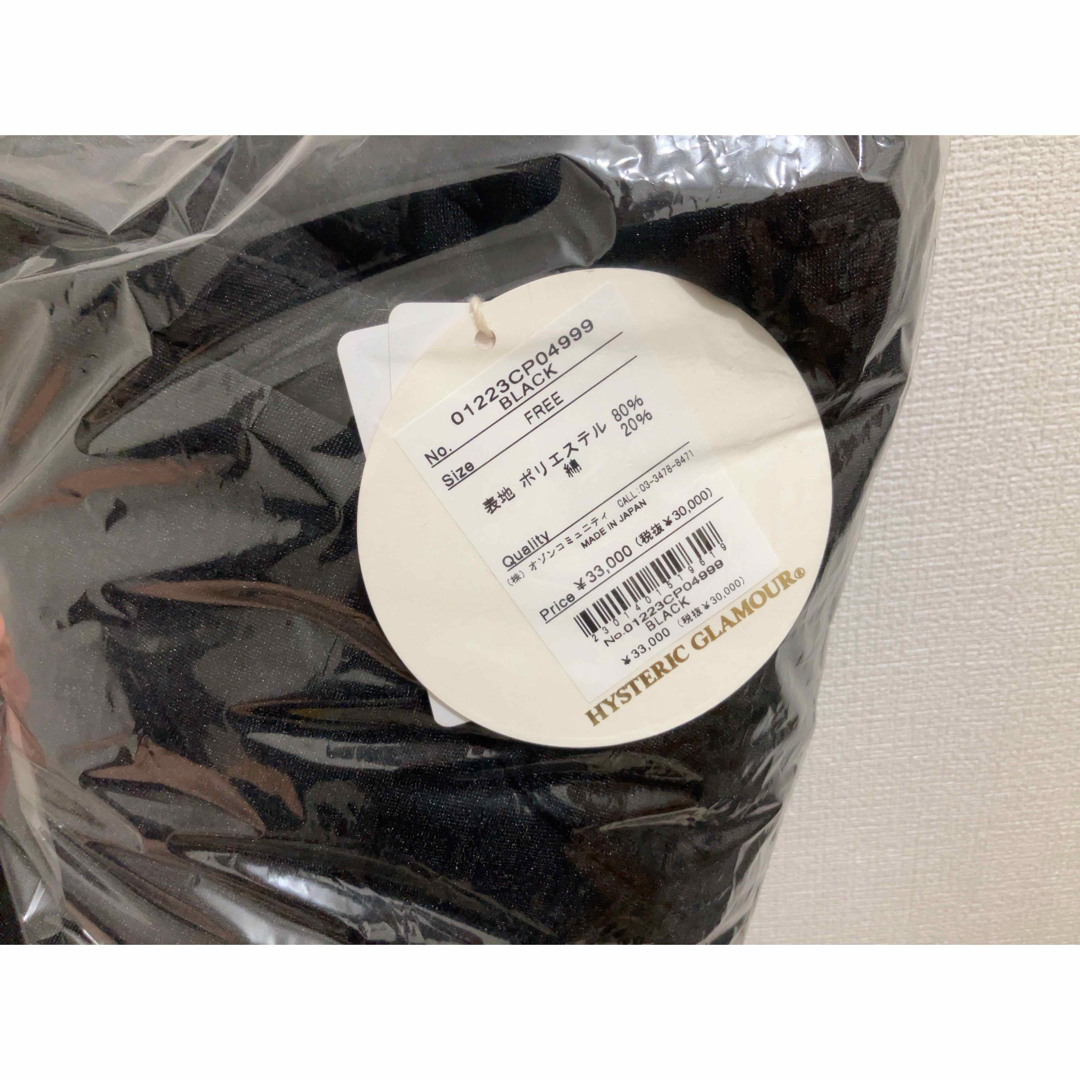 No. 01223CP04999
BLACK
Size FREE
表地 ポリエステル 80%
綿 20%
Quality
(株) オゾンコミュニティ CALL:03-3478-8471
MADE IN JAPAN
Price ¥33,000 (税抜¥30,000)
2301401519619
No.01223CP04999
BLACK
¥33,000 (税抜¥30,000)
HYSTERIC GLAMOUR®